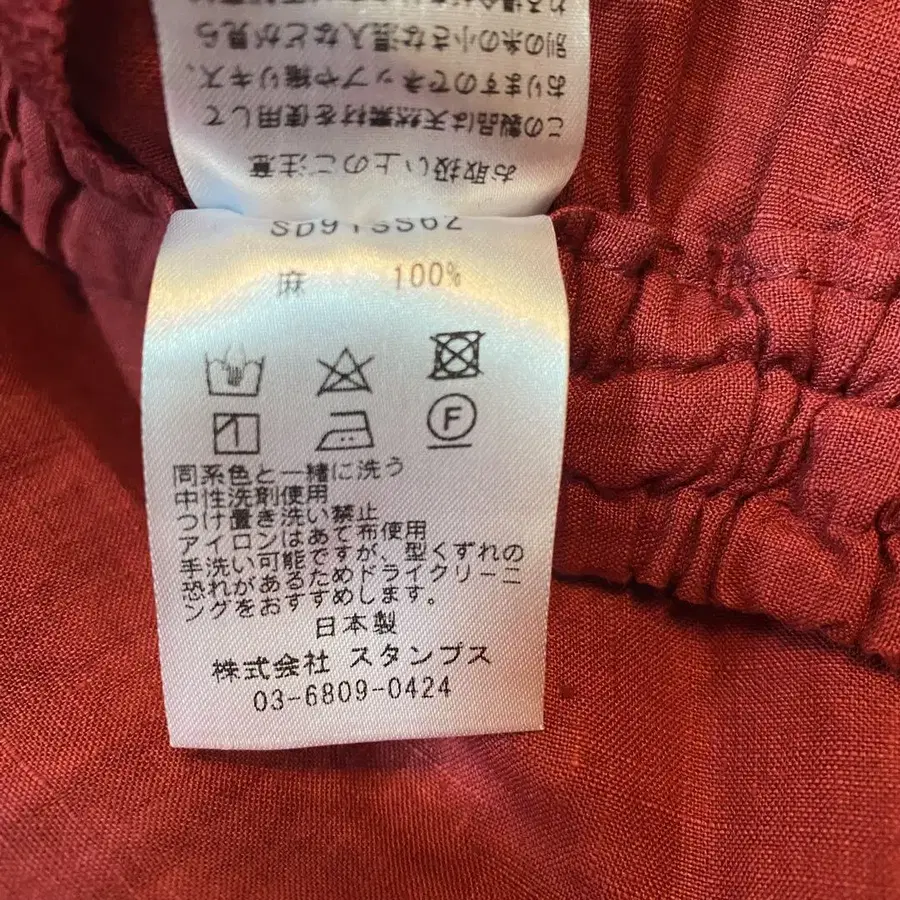 お取扱い上のご注意
この製品は天然素材を使用して
おりますのでネップや織りキズ、
別の糸の小さな混入などが見ら
れる場合が
SD91SS62
麻 100%
F
同系色と一緒に洗う
中性洗剤使用
つけ置き洗い禁止
アイロンはあて布使用
手洗い可能ですが、型くずれの
恐れがあるためドライクリーニ
ングをおすすめします。
日本製
株式会社 スタンプス
03-6809-0424